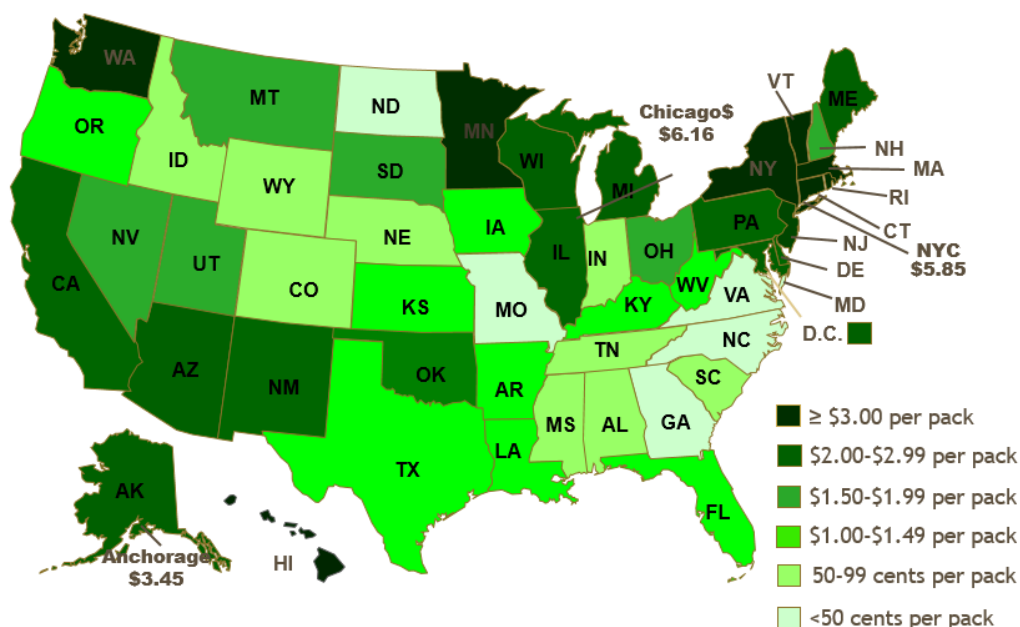 WA
MT
ND
MN
Chicago$
$6.16
VT
ME
OR
ID
WY
SD
WI
MI
NY
NH
MA
RI
CT
NYC
$5.85
NV
UT
CA
CO
NE
IA
IL
IN
OH
PA
NJ
DE
MD
D.C.
KS
MO
KY
WV
VA
AZ
NM
OK
AR
TN
NC
SC
TX
LA
MS
AL
GA
FL
AK
Anchorage
$3.45
HI
≥ $3.00 per pack
$2.00-$2.99 per pack
$1.50-$1.99 per pack
$1.00-$1.49 per pack
50-99 cents per pack
<50 cents per pack